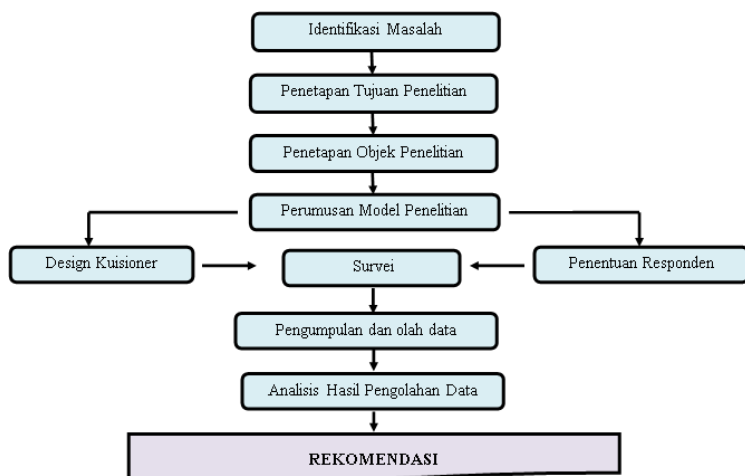 Identifikasi Masalah
Penetapan Tujuan Penelitian
Penetapan Objek Penelitian
Perumusan Model Penelitian
Design Kuisioner
Survei
Penentuan Responden
Pengumpulan dan olah data
Analisis Hasil Pengolahan Data
REKOMENDASI